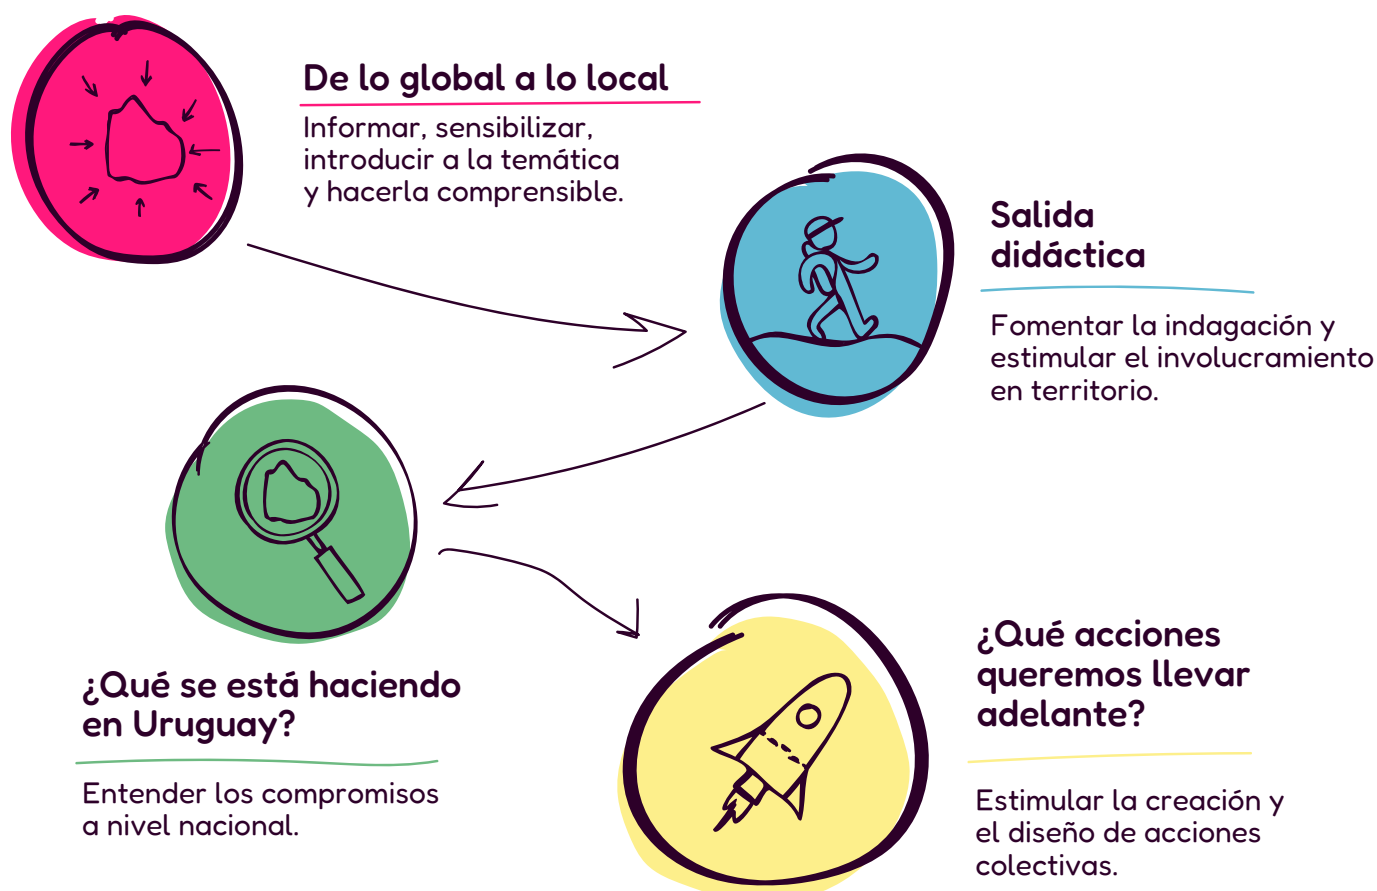 De lo global a lo local
Informar, sensibilizar,
introducir a la temática
y hacerla comprensible.
Salida
didáctica
Fomentar la indagación y
estimular el involucramiento
en territorio.
¿Qué se está haciendo
en Uruguay?
Entender los compromisos
a nivel nacional.
¿Qué acciones
queremos llevar
adelante?
Estimular la creación y
el diseño de acciones
colectivas.